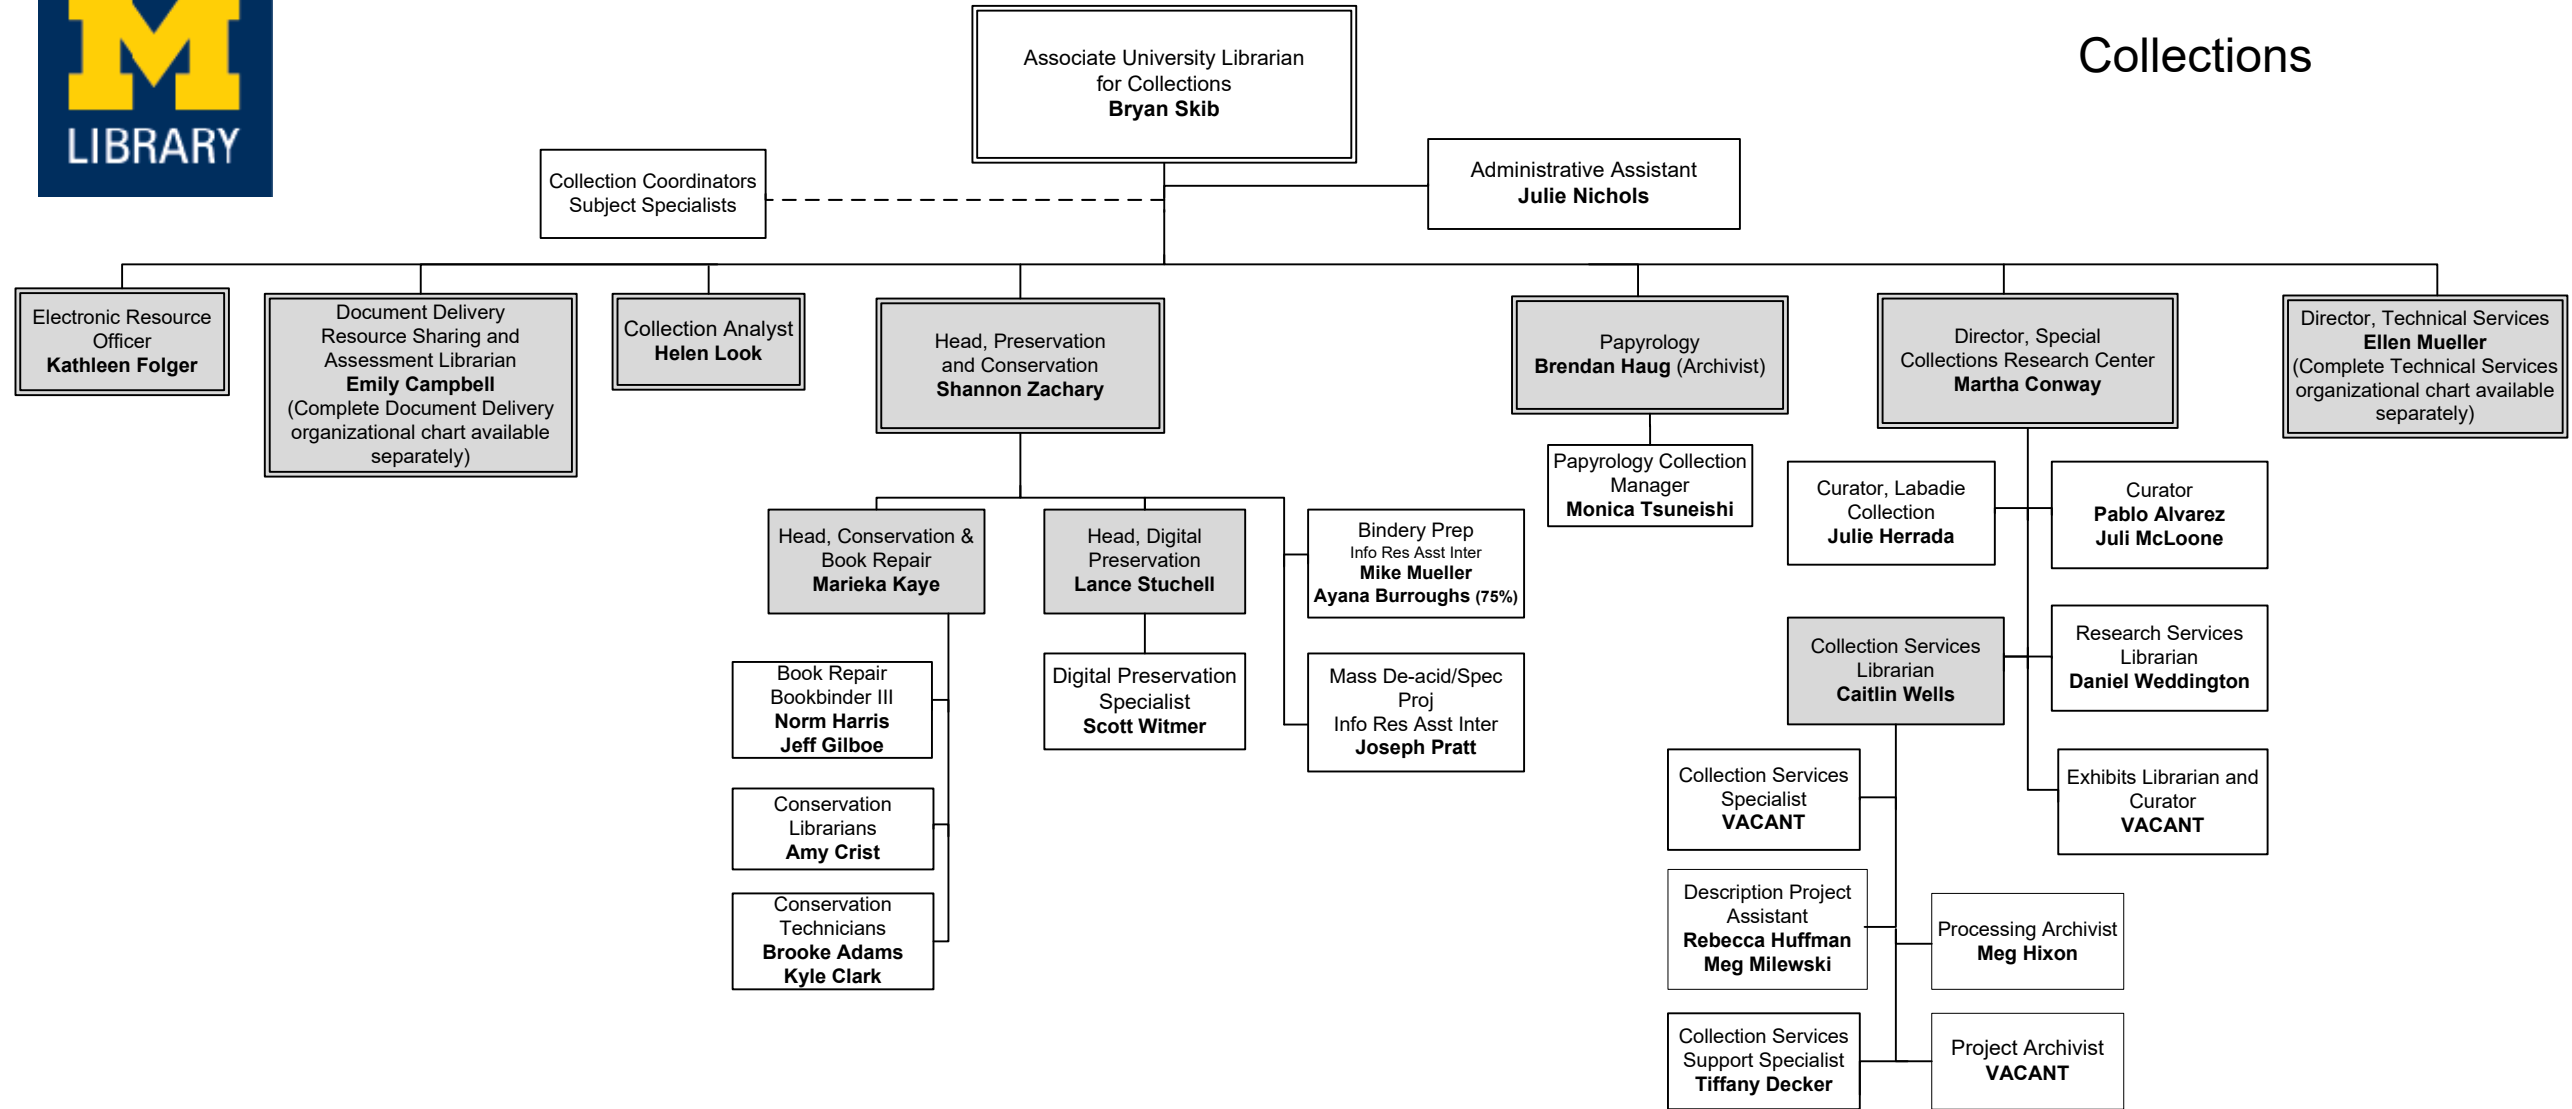 M
LIBRARY
Collections
Associate University Librarian
for Collections
Bryan Skib
Collection Coordinators
Subject Specialists
Administrative Assistant
Julie Nichols
Electronic Resource
Officer
Kathleen Folger
Document Delivery
Resource Sharing and
Assessment Librarian
Emily Campbell
(Complete Document Delivery
organizational chart available
separately)
Collection Analyst
Helen Look
Head, Preservation
and Conservation
Shannon Zachary
Papyrology
Brendan Haug (Archivist)
Director, Special
Collections Research Center
Martha Conway
Director, Technical Services
Ellen Mueller
(Complete Technical Services
organizational chart available
separately)
Papyrology Collection
Manager
Monica Tsuneishi
Curator, Labadie
Collection
Julie Herrada
Curator
Pablo Alvarez
Juli McLoone
Head, Conservation &
Book Repair
Marieka Kaye
Head, Digital
Preservation
Lance Stuchell
Bindery Prep
Info Res Asst Inter
Mike Mueller
Ayana Burroughs (75%)
Collection Services
Librarian
Caitlin Wells
Research Services
Librarian
Daniel Weddington
Book Repair
Bookbinder III
Norm Harris
Jeff Gilboe
Digital Preservation
Specialist
Scott Witmer
Mass De-acid/Spec
Proj
Info Res Asst Inter
Joseph Pratt
Collection Services
Specialist
VACANT
Exhibits Librarian and
Curator
VACANT
Conservation
Librarians
Amy Crist
Conservation
Technicians
Brooke Adams
Kyle Clark
Description Project
Assistant
Rebecca Huffman
Meg Milewski
Processing Archivist
Meg Hixon
Collection Services
Support Specialist
Tiffany Decker
Project Archivist
VACANT